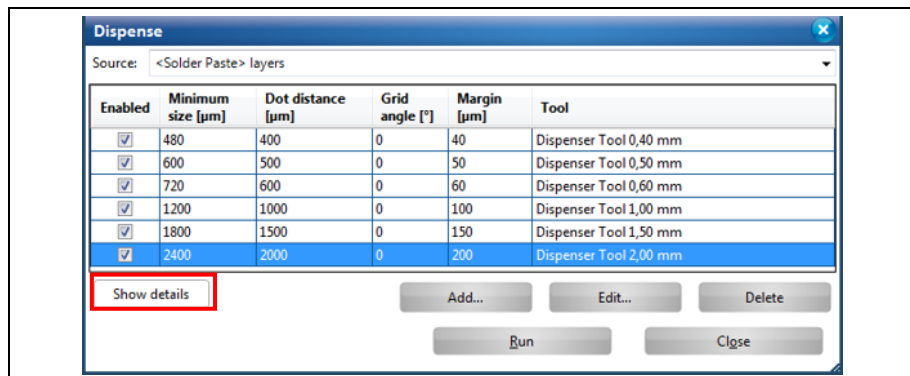 Dispense
Source: <Solder Paste> layers
Enabled Minimum size [µm] Dot distance [µm] Grid angle [°] Margin [µm] Tool
480 400 0 40 Dispenser Tool 0,40 mm
600 500 0 50 Dispenser Tool 0,50 mm
720 600 0 60 Dispenser Tool 0,60 mm
1200 1000 0 100 Dispenser Tool 1,00 mm
1800 1500 0 150 Dispenser Tool 1,50 mm
2400 2000 0 200 Dispenser Tool 2,00 mm
Show details Add... Edit... Delete
Run Close